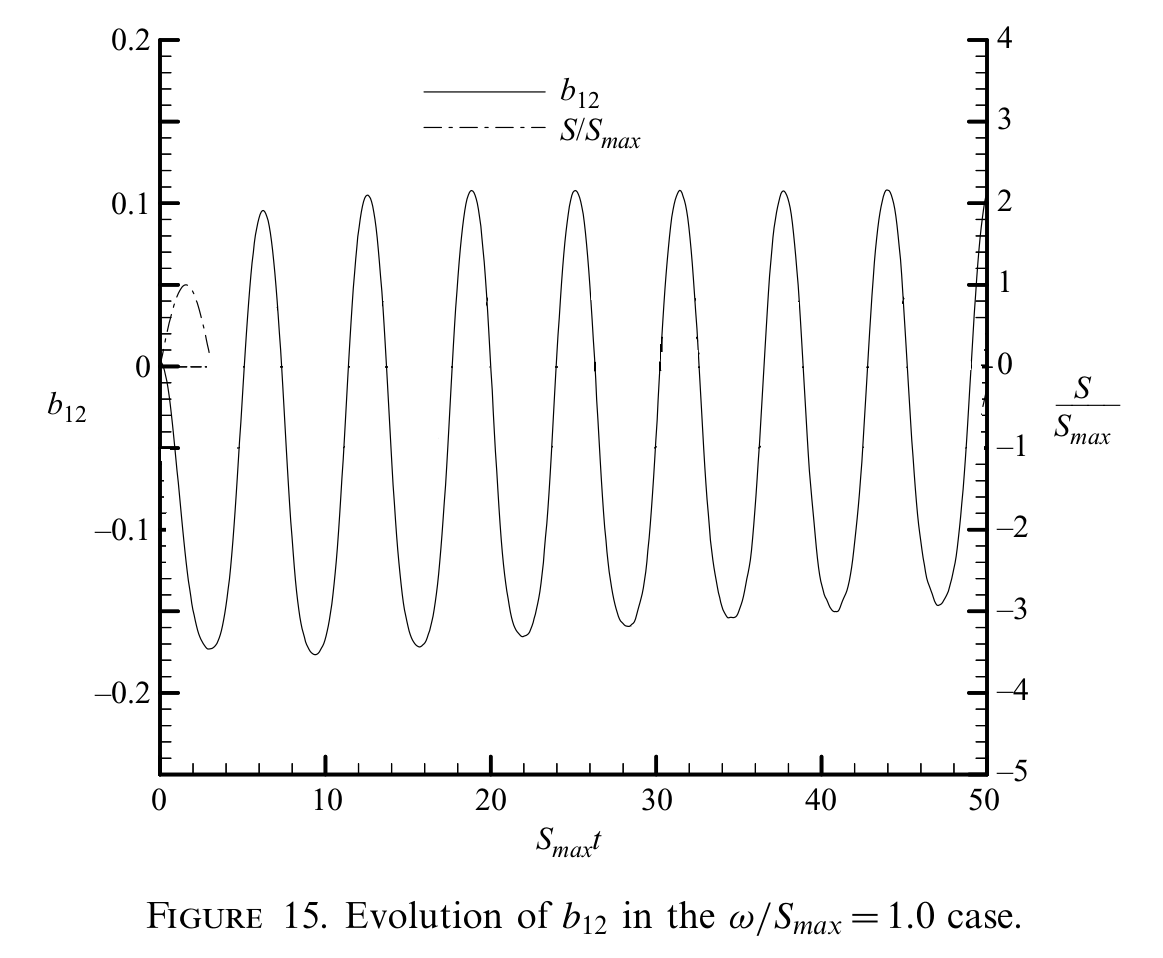 0.2
0.1
0
–0.1
–0.2
b12
b12
S/Smax
4
3
2
1
0
–1
–2
–3
–4
–5
S
Smax
0 10 20 30 40 50
Smaxt
FIGURE 15. Evolution of b12 in the ω/Smax = 1.0 case.